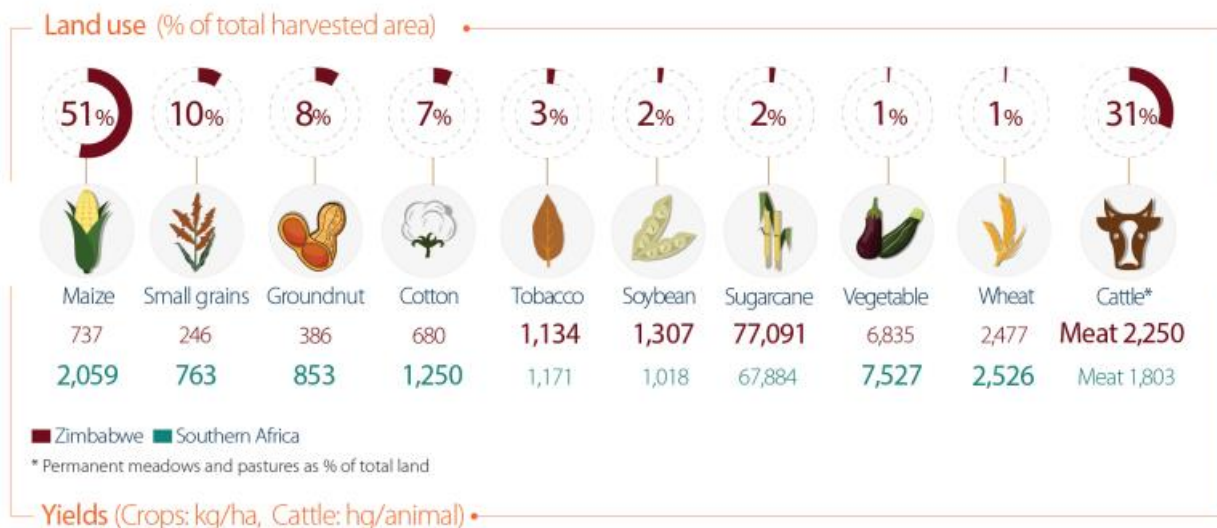 Land use (% of total harvested area)
51% 10% 8% 7% 3% 2% 2% 1% 1% 31%
Maize Small grains Groundnut Cotton Tobacco Soybean Sugarcane Vegetable Wheat Cattle*
737 246 386 680 1,134 1,307 77,091 6,835 2,477 Meat 2,250
2,059 763 853 1,250 1,171 1,018 67,884 7,527 2,526 Meat 1,803
Zimbabwe Southern Africa
* Permanent meadows and pastures as % of total land
Yields (Crops: kg/ha, Cattle: hg/animal)